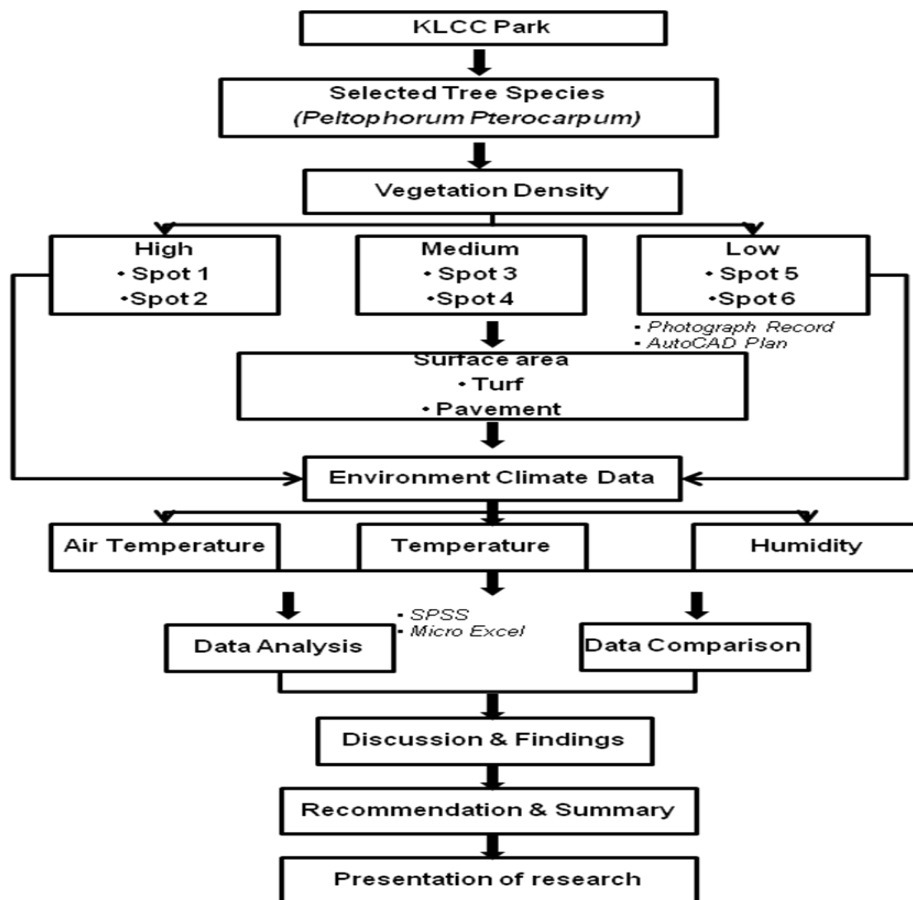 KLCC Park
Selected Tree Species
(Peltophorum Pterocarpum)
Vegetation Density
High
• Spot 1
• Spot 2
Medium
• Spot 3
• Spot 4
Low
• Spot 5
• Spot 6
• Photograph Record
• AutoCAD Plan
Surface area
• Turf
• Pavement
Environment Climate Data
Air Temperature
Temperature
Humidity
• SPSS
• Micro Excel
Data Analysis
Data Comparison
Discussion & Findings
Recommendation & Summary
Presentation of research